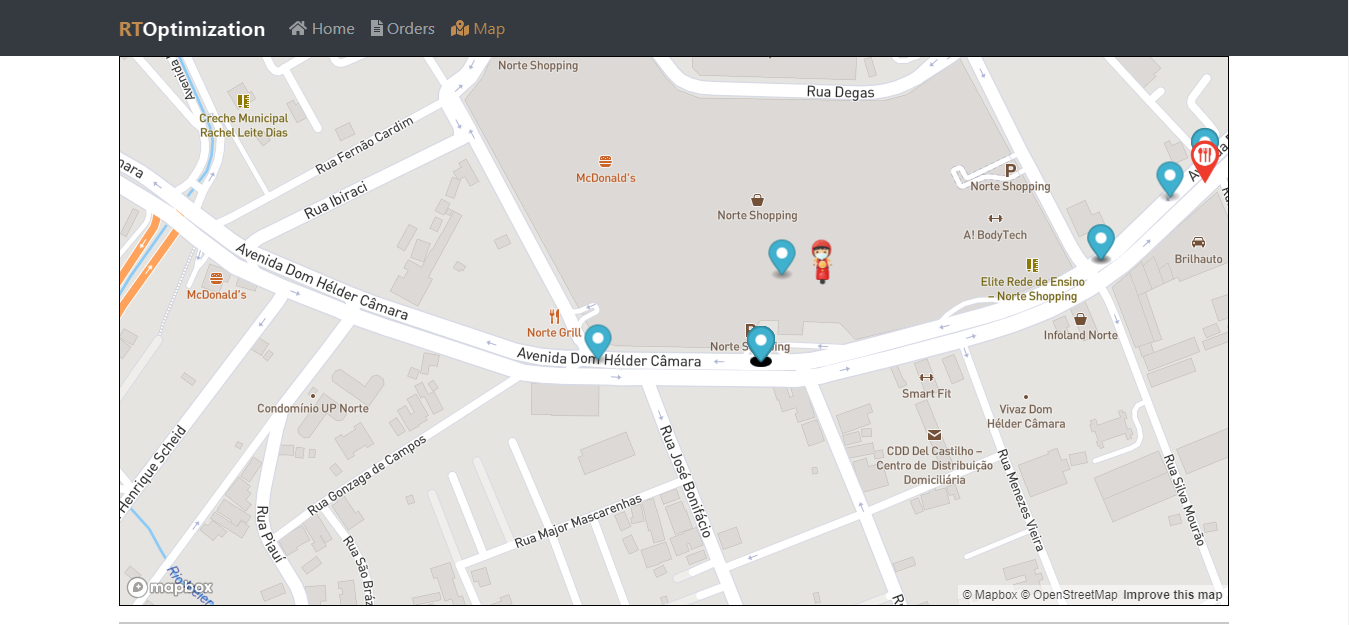 RTOptimization Home Orders Map
Norte Shopping
Rua Degas
Avenida
Creche Municipal
Rachel Leite Dias
Rua Fernão Cardim
McDonald's
Norte Shopping
Rua Ibiraci
Norte Shopping
A! BodyTech
Brilhauto
Avenida Dom Hélder Câmara
McDonald's
Elite Rede de Ensino
– Norte Shopping
Norte Grill
Infoland Norte
Avenida Dom Hélder Câmara
Smart Fit
Condomínio UP Norte
Vivaz Dom
Hélder Câmara
Henrique Scheid
Rua Gonzaga de Campos
Rua José Bonifácio
CDD Del Castilho –
Centro de Distribuição
Domiciliária
Rua Menezes Vieira
Rua Silva Mourão
Rua Major Mascarenhas
Rua Piauí
Rua São Bráz
mapbox
© Mapbox © OpenStreetMap Improve this map